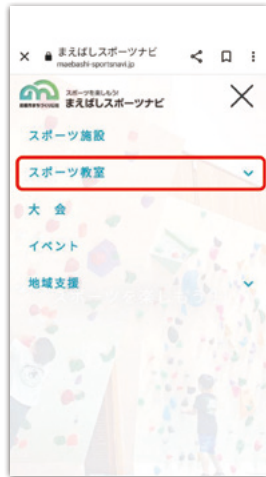 まえばしスポーツナビ
maebashi-sportsnavi.jp
スポーツを楽しもう!
まえばしスポーツナビ
スポーツ施設
スポーツ教室
大 会
イベント
地域支援